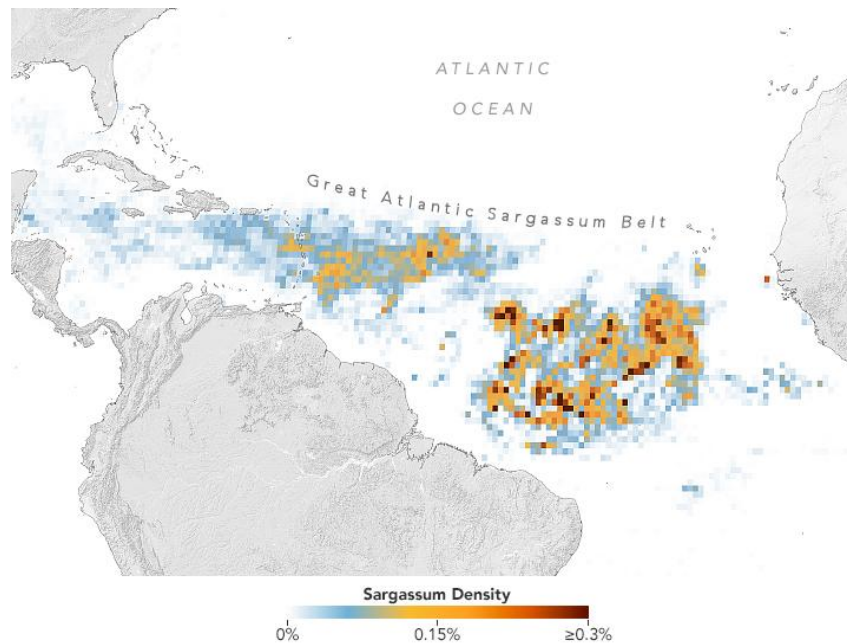 ATLANTIC
OCEAN
Great Atlantic Sargassum Belt
Sargassum Density
0% 0.15% ≥0.3%